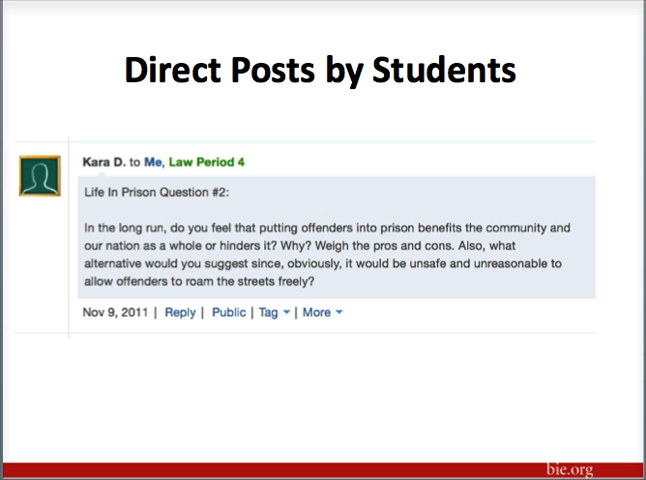 Direct Posts by Students
Kara D. to Me, Law Period 4
Life In Prison Question #2:
In the long run, do you feel that putting offenders into prison benefits the community and
our nation as a whole or hinders it? Why? Weigh the pros and cons. Also, what
alternative would you suggest since, obviously, it would be unsafe and unreasonable to
allow offenders to roam the streets freely?
Nov 9, 2011 | Reply | Public | Tag | More
bie.org